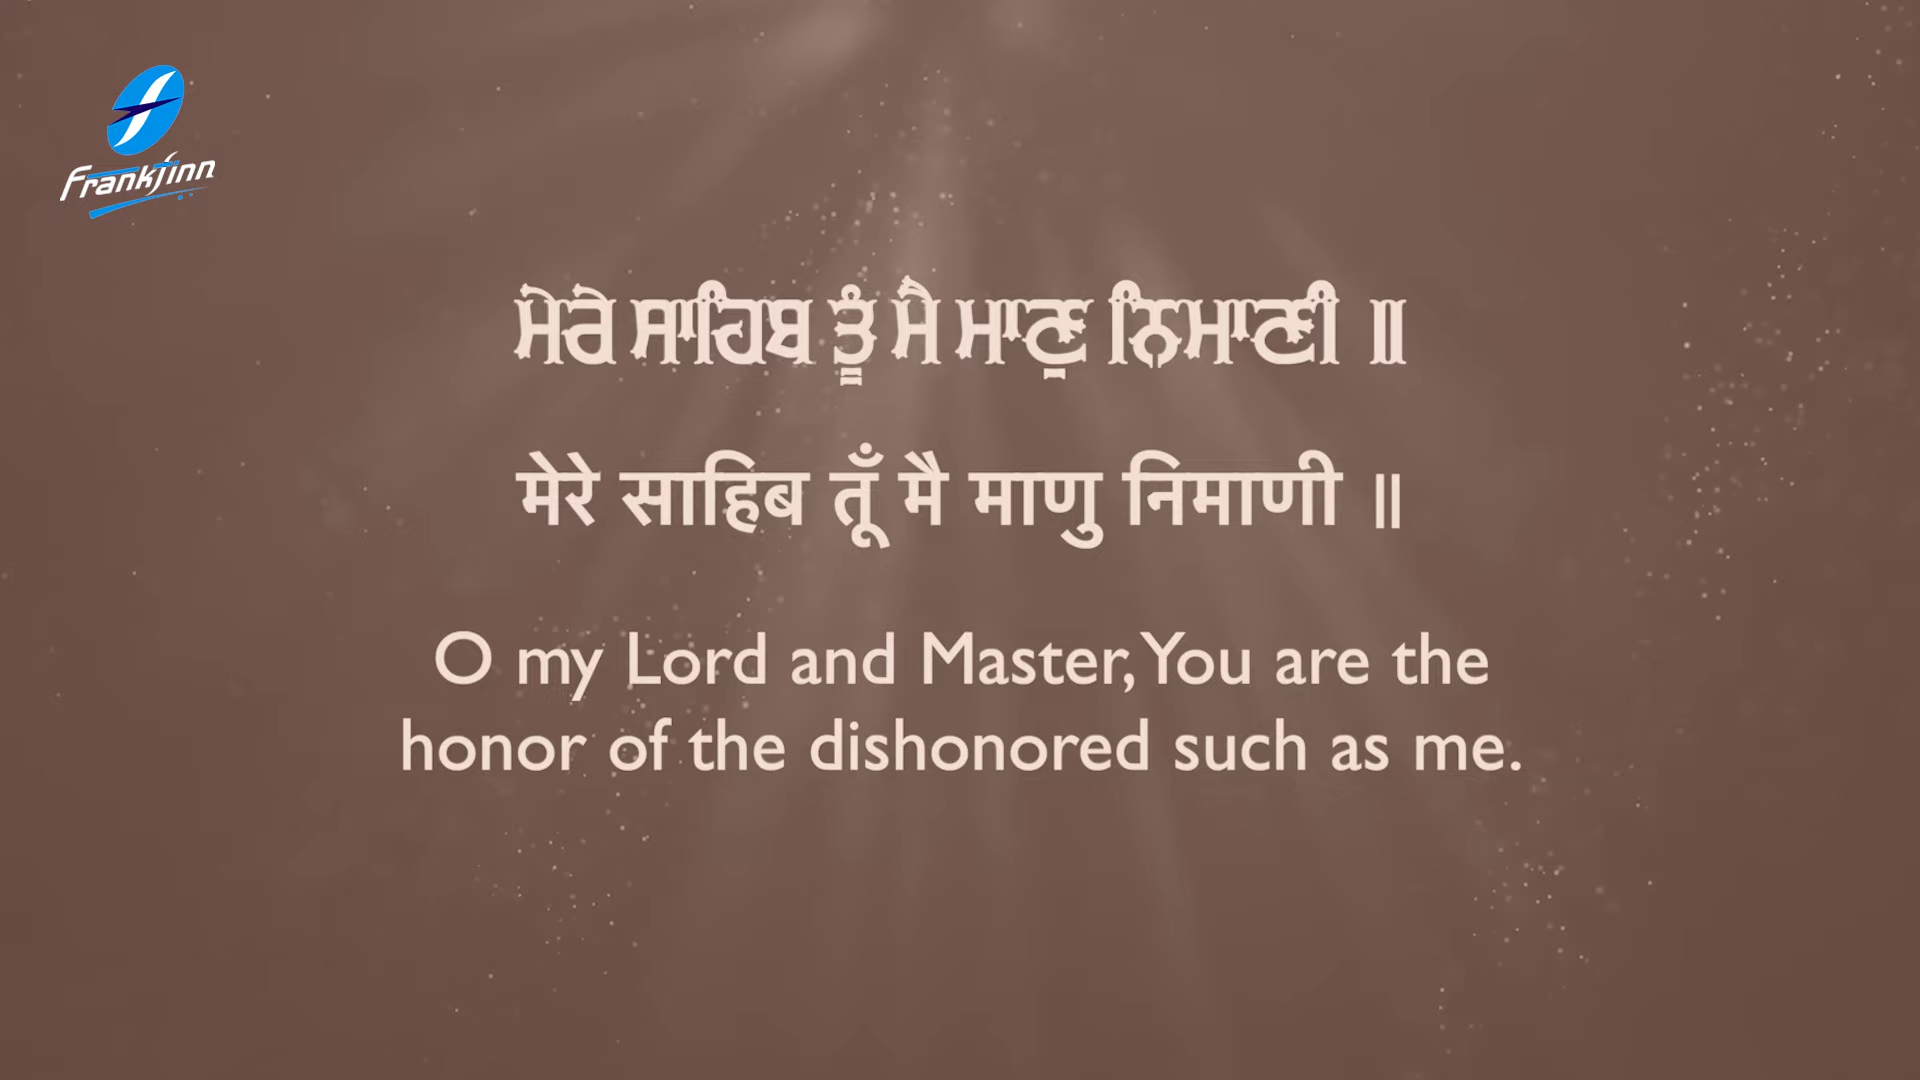 Frankfinn
ਮੇਰੇ ਸਾਹਿਬ ਤੂੰ ਮੈ ਮਾਣੁ ਨਿਮਾਣੀ ॥
मेरे साहिब तूँ मै माणु निमाणी ॥
O my Lord and Master, You are the
honor of the dishonored such as me.